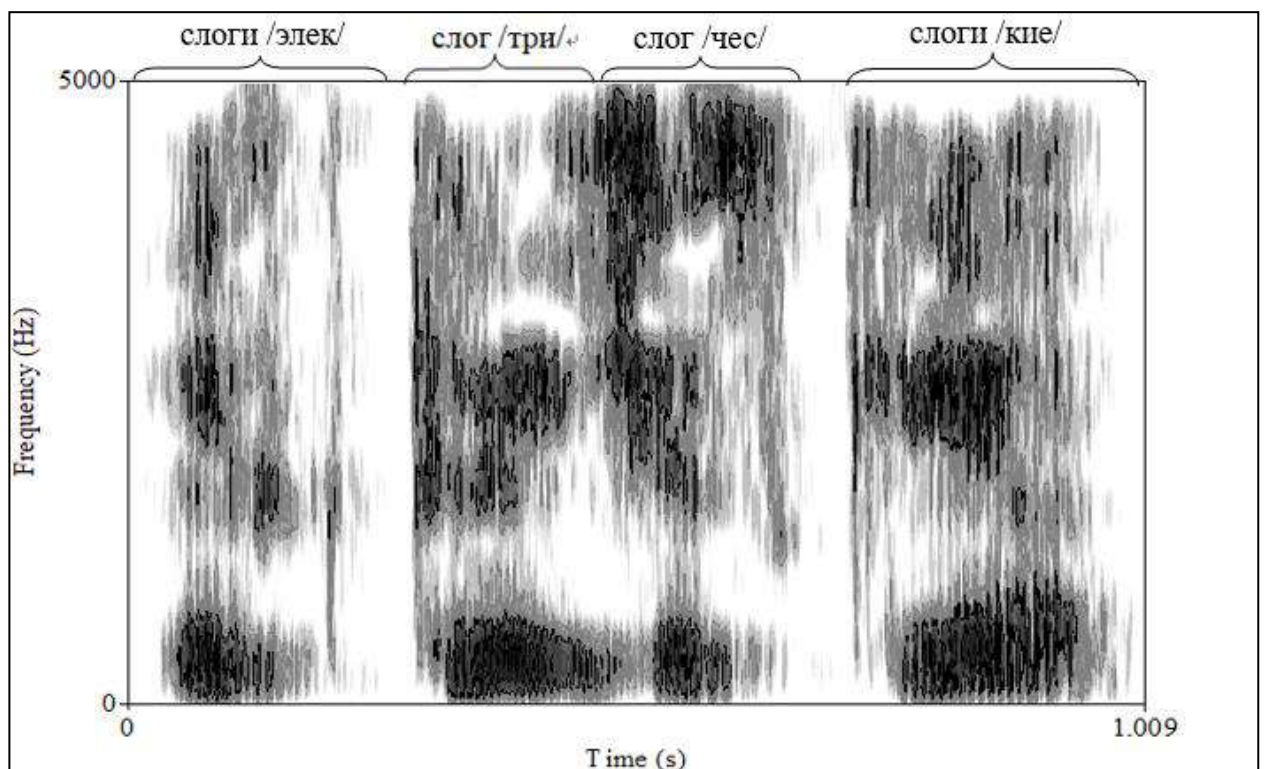 слоги /элек/
слог /три/↵
слог /чес/
слоги /кие/
5000
Frequency (Hz)
0
0
1.009
Time (s)